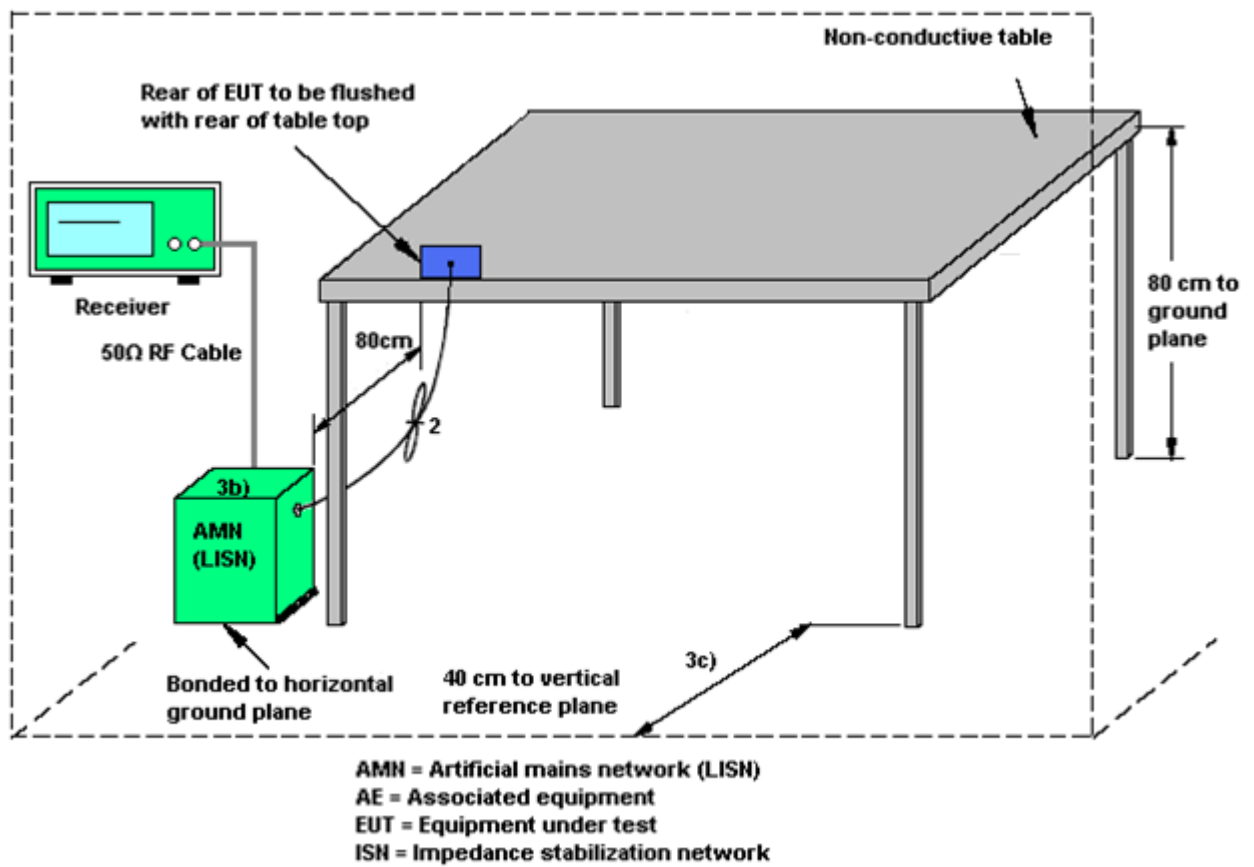 Non-conductive table
Rear of EUT to be flushed
with rear of table top
Receiver
50Ω RF Cable
80cm
80 cm to
ground
plane
2
3b)
AMN
(LISN)
3c)
Bonded to horizontal
ground plane
40 cm to vertical
reference plane
AMN = Artificial mains network (LISN)
AE = Associated equipment
EUT = Equipment under test
ISN = Impedance stabilization network